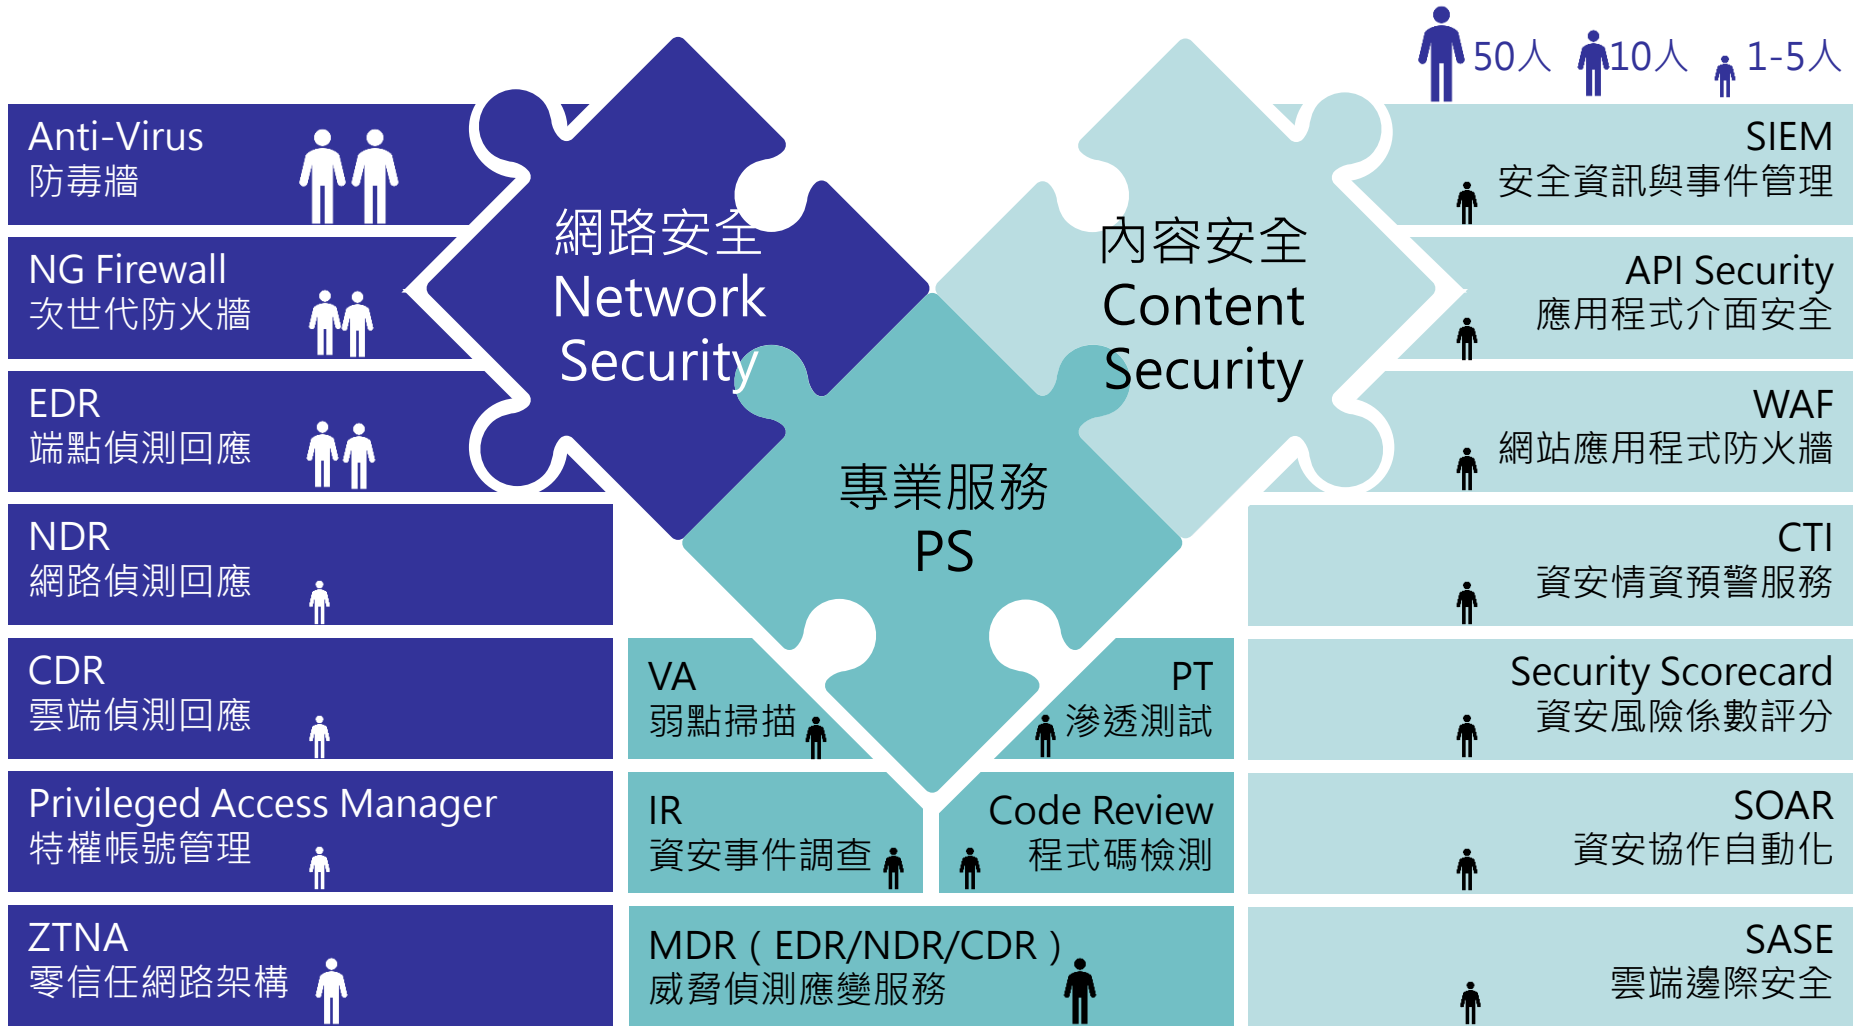 50人
10人
1-5人
Anti-Virus
防毒牆
NG Firewall
次世代防火牆
EDR
端點偵測回應
NDR
網路偵測回應
CDR
雲端偵測回應
Privileged Access Manager
特權帳號管理
ZTNA
零信任網路架構
網路安全
Network
Security
內容安全
Content
Security
專業服務
PS
VA
弱點掃描
PT
滲透測試
IR
資安事件調查
Code Review
程式碼檢測
MDR（EDR/NDR/CDR）
威脅偵測應變服務
SIEM
安全資訊與事件管理
API Security
應用程式介面安全
WAF
網站應用程式防火牆
CTI
資安情資預警服務
Security Scorecard
資安風險係數評分
SOAR
資安協作自動化
SASE
雲端邊際安全